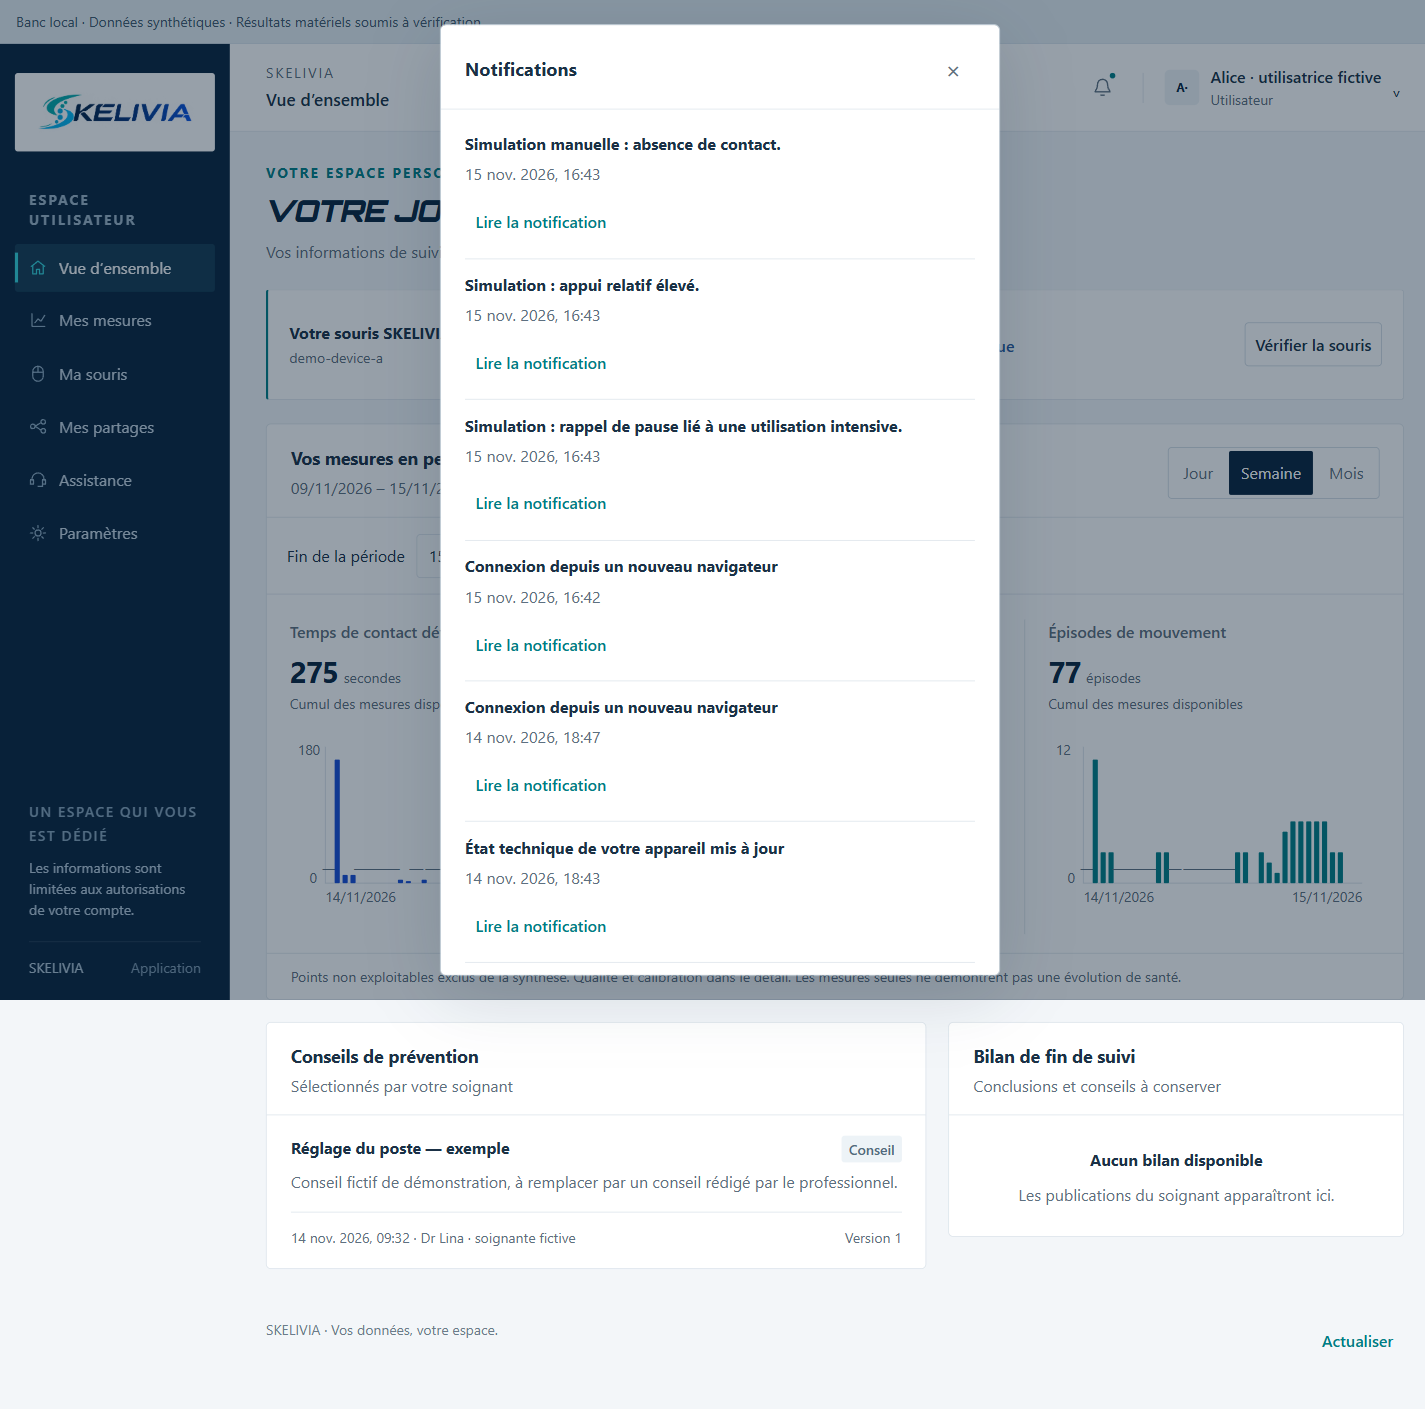 Banc local · Données synthétiques · Résultats matériels soumis à vérification
SKELIVIA
ESPACE
UTILISATEUR
Vue d'ensemble
Mes mesures
Ma souris
Mes partages
Assistance
Paramètres
UN ESPACE QUI VOUS
EST DÉDIÉ
Les informations sont
limitées aux autorisations
de votre compte.
SKELIVIA Application
SKELIVIA
Vue d'ensemble
A·
Alice · utilisatrice fictive
Utilisateur
v
VOTRE ESPACE PERSO
VOTRE JO
Vos informations de suiv
Votre souris SKELIVI
demo-device-a
ue
Vérifier la souris
Vos mesures en pe
09/11/2026 – 15/11/2
Jour Semaine Mois
Fin de la période 15
Temps de contact dé
275 secondes
Cumul des mesures disp
180
0
14/11/2026
Épisodes de mouvement
77 épisodes
Cumul des mesures disponibles
12
0
14/11/2026 15/11/2026
Points non exploitables exclus de la synthèse. Qualité et calibration dans le détail. Les mesures seules ne démontrent pas une évolution de santé.
Notifications ×
Simulation manuelle : absence de contact.
15 nov. 2026, 16:43
Lire la notification
Simulation : appui relatif élevé.
15 nov. 2026, 16:43
Lire la notification
Simulation : rappel de pause lié à une utilisation intensive.
15 nov. 2026, 16:43
Lire la notification
Connexion depuis un nouveau navigateur
15 nov. 2026, 16:42
Lire la notification
Connexion depuis un nouveau navigateur
14 nov. 2026, 18:47
Lire la notification
État technique de votre appareil mis à jour
14 nov. 2026, 18:43
Lire la notification
Conseils de prévention
Sélectionnés par votre soignant
Réglage du poste — exemple
Conseil
Conseil fictif de démonstration, à remplacer par un conseil rédigé par le professionnel.
14 nov. 2026, 09:32 · Dr Lina · soignante fictive Version 1
Bilan de fin de suivi
Conclusions et conseils à conserver
Aucun bilan disponible
Les publications du soignant apparaîtront ici.
SKELIVIA · Vos données, votre espace.
Actualiser